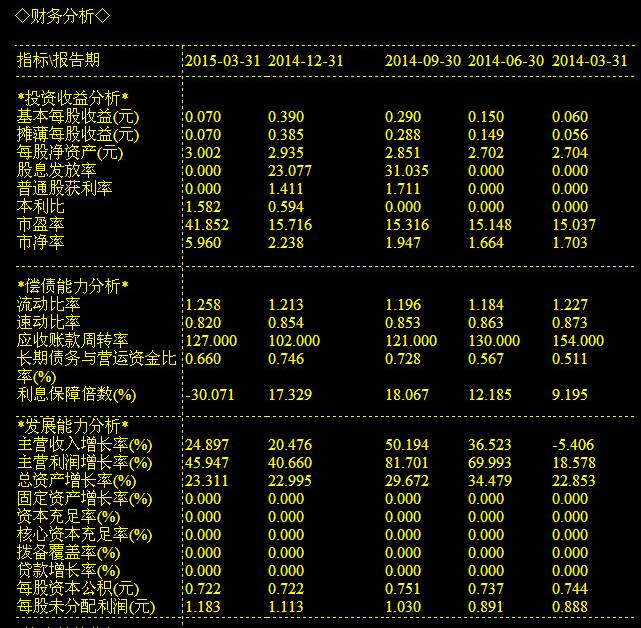 ◇财务分析◇
指标\报告期 2015-03-31 2014-12-31 2014-09-30 2014-06-30 2014-03-31
*投资收益分析*
基本每股收益(元) 0.070 0.390 0.290 0.150 0.060
摊薄每股收益(元) 0.070 0.385 0.288 0.149 0.056
每股净资产(元) 3.002 2.935 2.851 2.702 2.704
股息发放率 0.000 23.077 31.035 0.000 0.000
普通股获利率 0.000 1.411 1.711 0.000 0.000
本利比 1.582 0.594 0.000 0.000 0.000
市盈率 41.852 15.716 15.316 15.148 15.037
市净率 5.960 2.238 1.947 1.664 1.703
*偿债能力分析*
流动比率 1.258 1.213 1.196 1.184 1.227
速动比率 0.820 0.854 0.853 0.863 0.873
应收账款周转率 127.000 102.000 121.000 130.000 154.000
长期债务与营运资金比 0.660 0.746 0.728 0.567 0.511
率(%)
利息保障倍数(%) -30.071 17.329 18.067 12.185 9.195
*发展能力分析*
主营收入增长率(%) 24.897 20.476 50.194 36.523 -5.406
主营利润增长率(%) 45.947 40.660 81.701 69.993 18.578
总资产增长率(%) 23.311 22.995 29.672 34.479 22.853
固定资产增长率(%) 0.000 0.000 0.000 0.000 0.000
资本充足率(%) 0.000 0.000 0.000 0.000 0.000
核心资本充足率(%) 0.000 0.000 0.000 0.000 0.000
拨备覆盖率(%) 0.000 0.000 0.000 0.000 0.000
贷款增长率(%) 0.000 0.000 0.000 0.000 0.000
每股资本公积(元) 0.722 0.722 0.751 0.737 0.744
每股未分配利润(元) 1.183 1.113 1.030 0.891 0.888